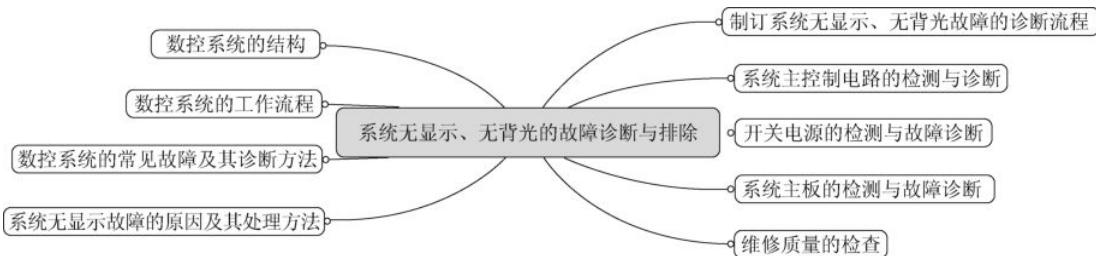 数控系统的结构
数控系统的工作流程
数控系统的常见故障及其诊断方法
系统无显示故障的原因及其处理方法
系统无显示、无背光的故障诊断与排除
制订系统无显示、无背光故障的诊断流程
系统主控制电路的检测与诊断
开关电源的检测与故障诊断
系统主板的检测与故障诊断
维修质量的检查